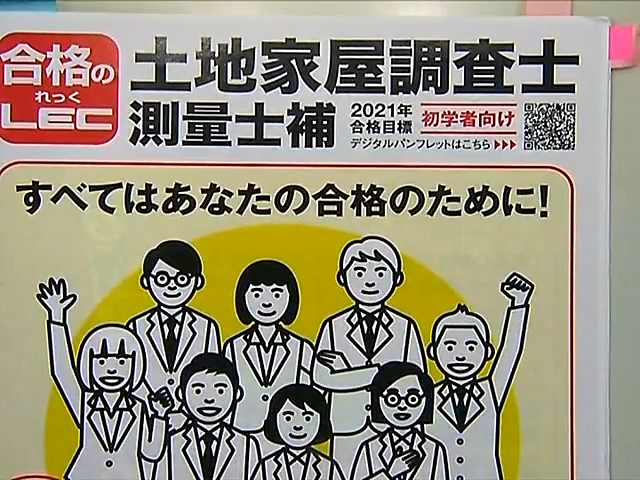 合格の
れっく
LEC
土地家屋調査士
測量士補
2021年
合格目標
初学者向け
デジタルパンフレットはこちら▶▶▶
すべてはあなたの合格のために!